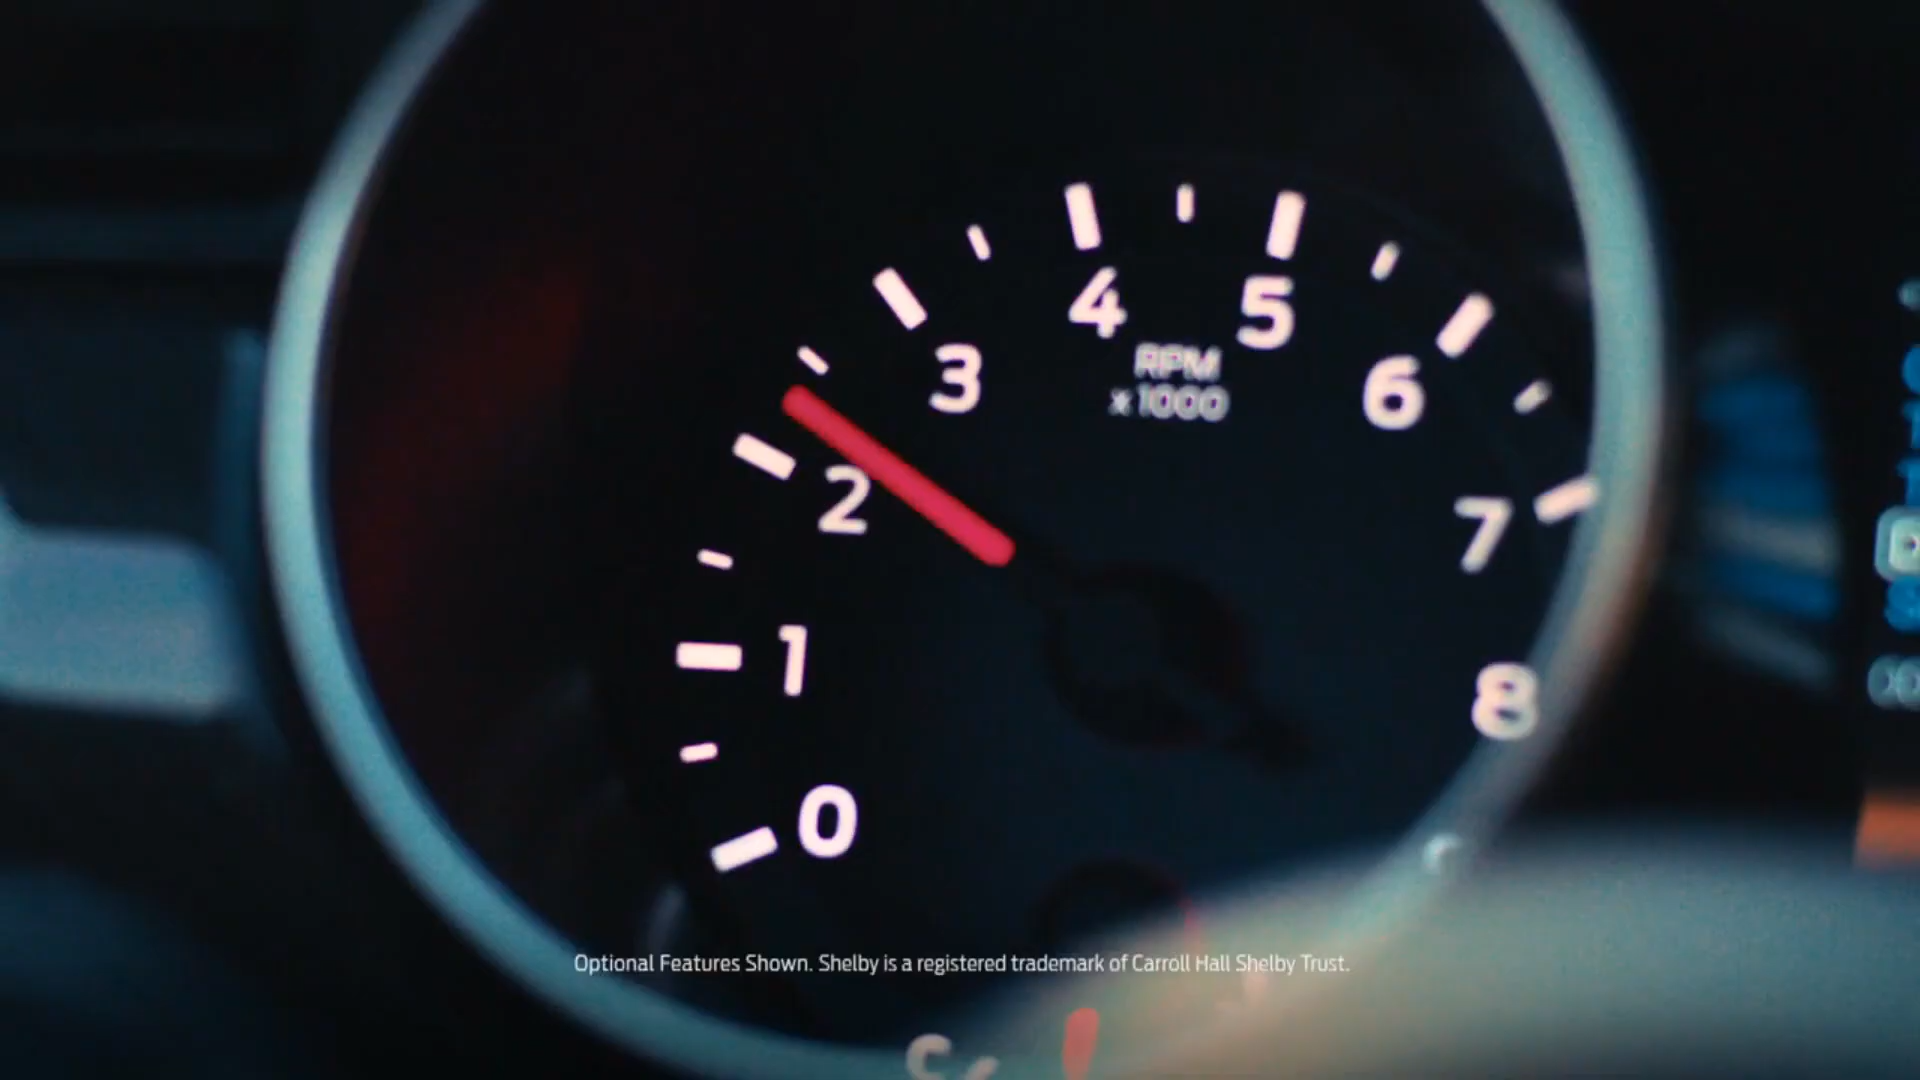 4
5
3
RPM
x1000
6
2
7
1
8
0
Optional Features Shown. Shelby is a registered trademark of Carroll Hall Shelby Trust.
C